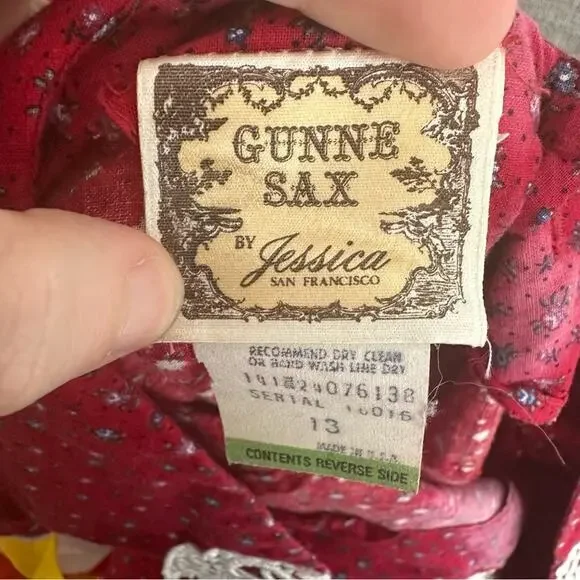 GUNNE
SAX
BY Jessica
SAN FRANCISCO
RECOMMEND DRY CLEAN
OR HAND WASH LINE DRY
SERIAL 16016
13
MADE IN U.S.A.
CONTENTS REVERSE SIDE